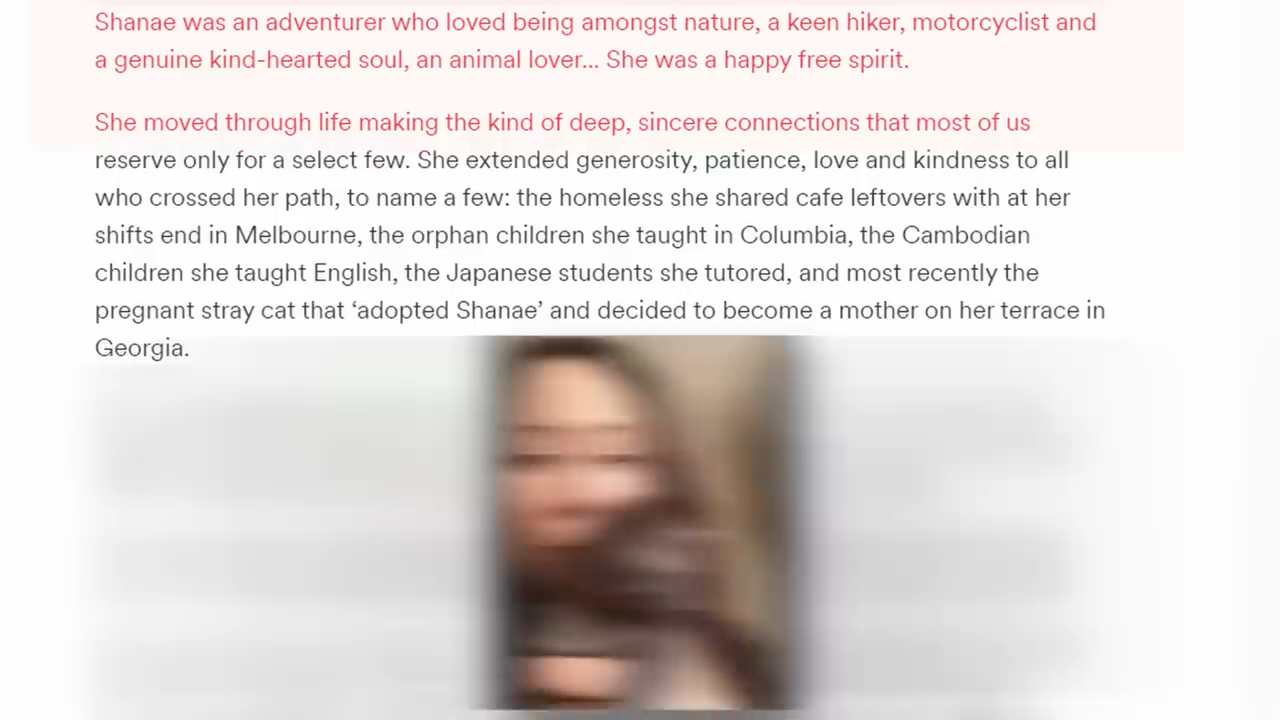 Shanae was an adventurer who loved being amongst nature, a keen hiker, motorcyclist and
a genuine kind-hearted soul, an animal lover... She was a happy free spirit.
She moved through life making the kind of deep, sincere connections that most of us
reserve only for a select few. She extended generosity, patience, love and kindness to all
who crossed her path, to name a few: the homeless she shared cafe leftovers with at her
shifts end in Melbourne, the orphan children she taught in Columbia, the Cambodian
children she taught English, the Japanese students she tutored, and most recently the
pregnant stray cat that ‘adopted Shanae’ and decided to become a mother on her terrace in
Georgia.